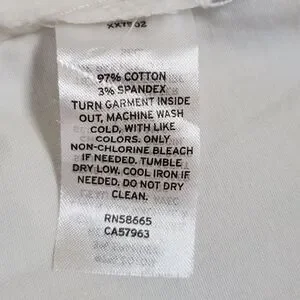 97% COTTON
3% SPANDEX
TURN GARMENT INSIDE
OUT, MACHINE WASH
COLD, WITH LIKE
COLORS. ONLY
NON-CHLORINE BLEACH
IF NEEDED. TUMBLE
DRY LOW. COOL IRON IF
NEEDED. DO NOT DRY
CLEAN.
RN58665
CA57963